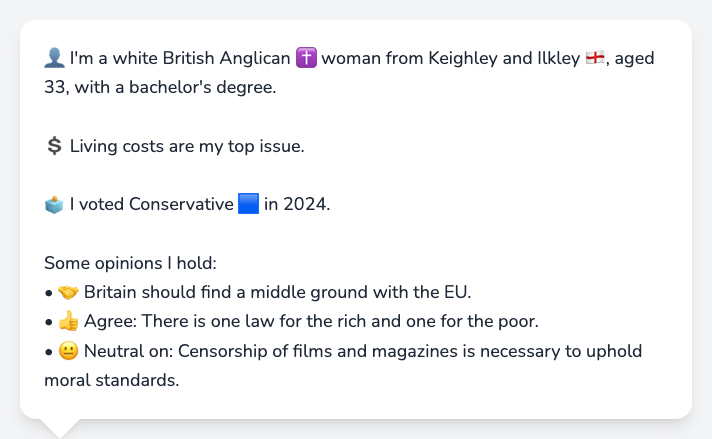 👤 I'm a white British Anglican ✝️ woman from Keighley and Ilkley 🏴󠁧󠁢󠁥󠁮󠁧󠁿, aged
33, with a bachelor's degree.
💲 Living costs are my top issue.
🗳️ I voted Conservative 🟦 in 2024.
Some opinions I hold:
• 🤝 Britain should find a middle ground with the EU.
• 👍 Agree: There is one law for the rich and one for the poor.
• 😐 Neutral on: Censorship of films and magazines is necessary to uphold
moral standards.